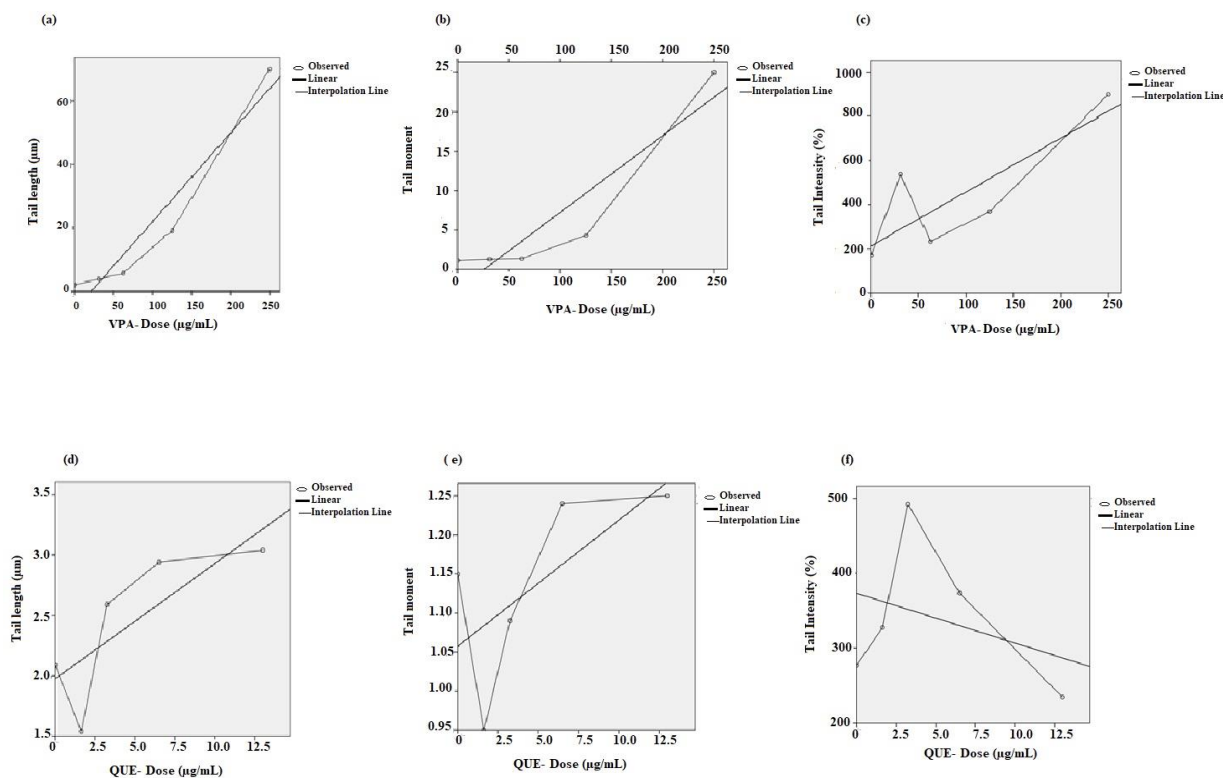 (a)
60
40
20
0
0 50 100 150 200 250
Tail length (µm)
VPA- Dose (µg/mL)
Observed
Linear
Interpolation Line
(b)
0 50 100 150 200 250
25
20
15
10
5
0
0 50 100 150 200 250
Tail moment
VPA- Dose (µg/mL)
Observed
Linear
Interpolation Line
(c)
1000
800
600
400
200
0
0 50 100 150 200 250
Tail Intensity (%)
VPA- Dose (µg/mL)
Observed
Linear
Interpolation Line
(d)
3.5
3.0
2.5
2.0
1.5
0 2.5 5.0 7.5 10.0 12.5
Tail length (µm)
QUE- Dose (µg/mL)
Observed
Linear
Interpolation Line
( e)
1.25
1.20
1.15
1.10
1.00
0.95
0 2.5 5.0 7.5 10.0 12.5
Tail moment
QUE- Dose (µg/mL)
Observed
Linear
Interpolation Line
(f)
500
400
300
200
0 2.5 5.0 7.5 10.0 12.5
Tail Intensity (%)
QUE- Dose (µg/mL)
Observed
Linear
Interpolation Line